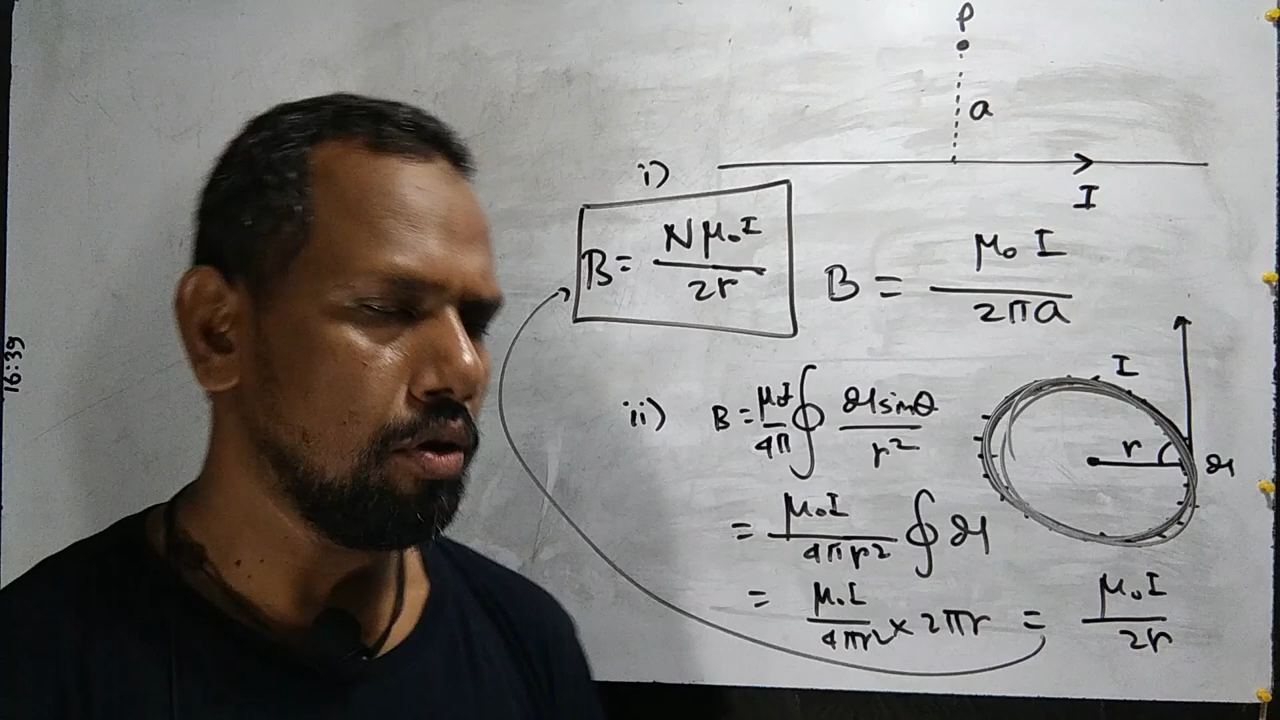 P
a
i)
I
B = Nμ₀I / 2r
B = μ₀ I / 2πa
I
ii) B = μ₀I / 4π ∮ dl sinθ / r²
r
dl
= μ₀I / 4πr² ∮ dl
= μ₀I / 4πr² × 2πr = μ₀I / 2r
16:39